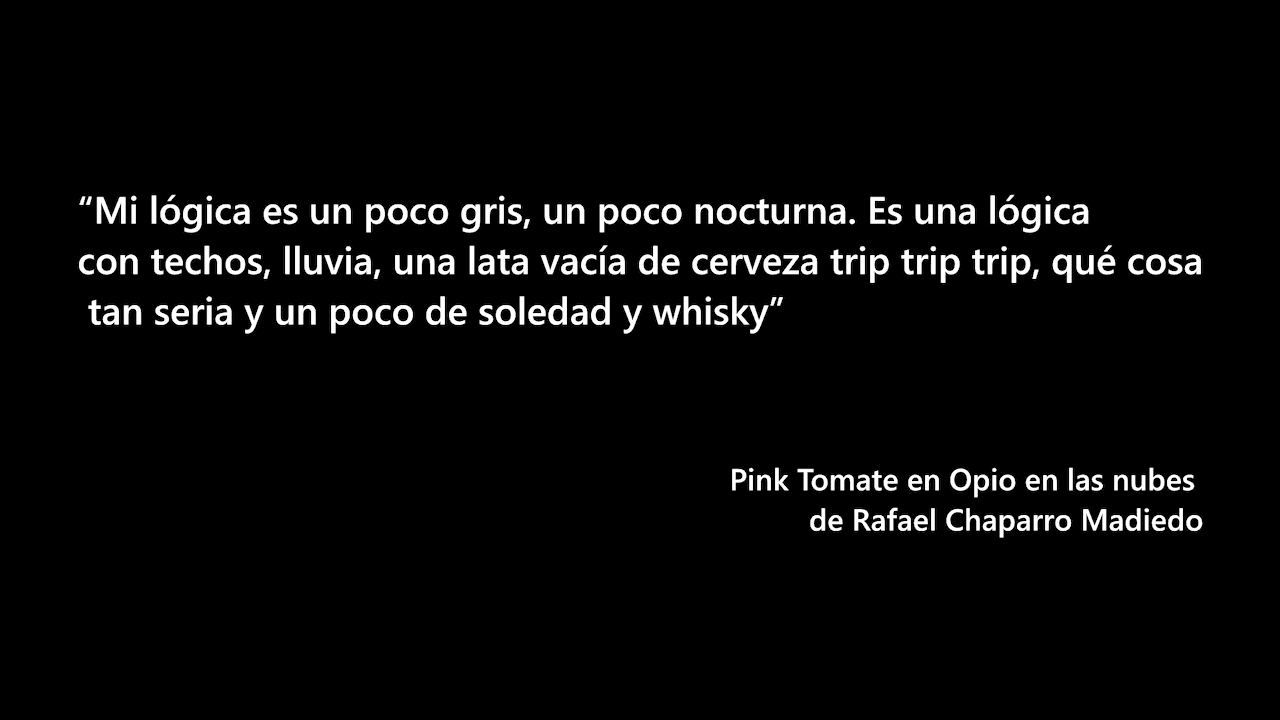 “Mi lógica es un poco gris, un poco nocturna. Es una lógica
con techos, lluvia, una lata vacía de cerveza trip trip trip, qué cosa
tan seria y un poco de soledad y whisky”
Pink Tomate en Opio en las nubes
de Rafael Chaparro Madiedo